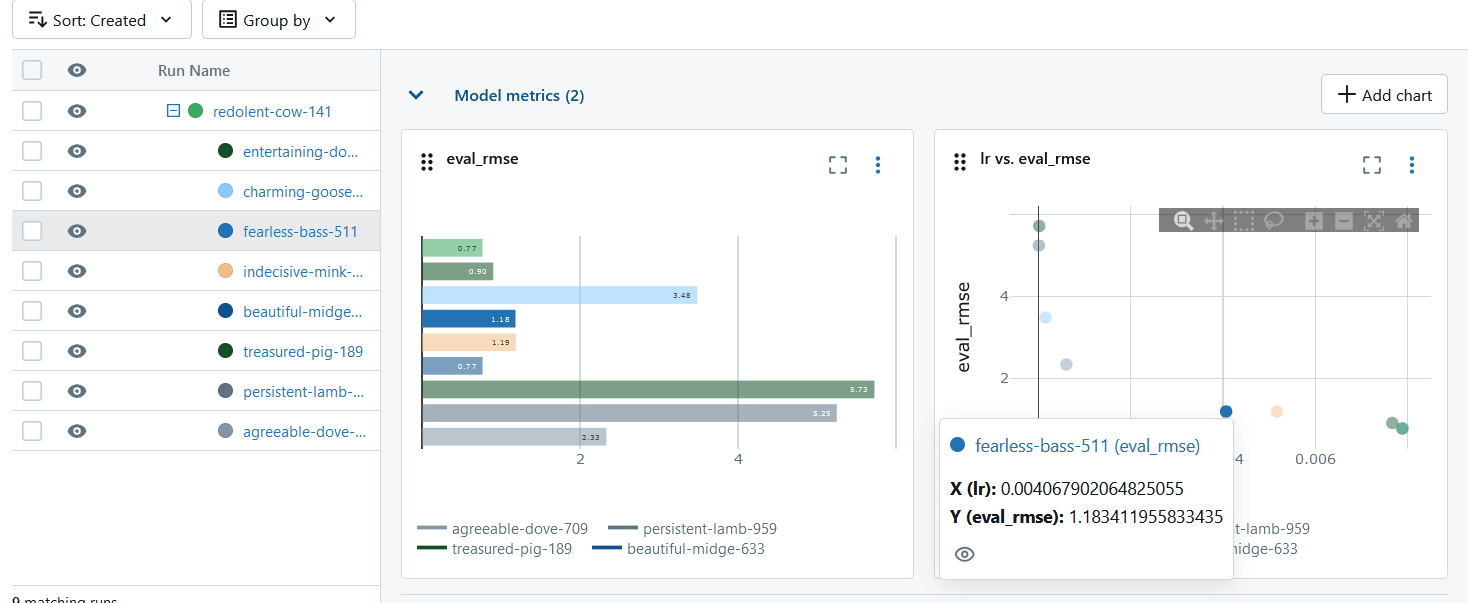 Sort: Created
Group by
Run Name
redolent-cow-141
entertaining-do...
charming-goose...
fearless-bass-511
indecisive-mink-...
beautiful-midge...
treasured-pig-189
persistent-lamb-...
agreeable-dove-...
9 matching runs
Model metrics (2)
Add chart
eval_rmse
0.77
0.90
3.48
1.18
1.19
0.77
5.73
5.25
2.33
2 4
agreeable-dove-709 persistent-lamb-959
treasured-pig-189 beautiful-midge-633
lr vs. eval_rmse
eval_rmse
4
2
4 0.006
fearless-bass-511 (eval_rmse)
X (lr): 0.004067902064825055
Y (eval_rmse): 1.183411955833435
t-lamb-959
nidge-633